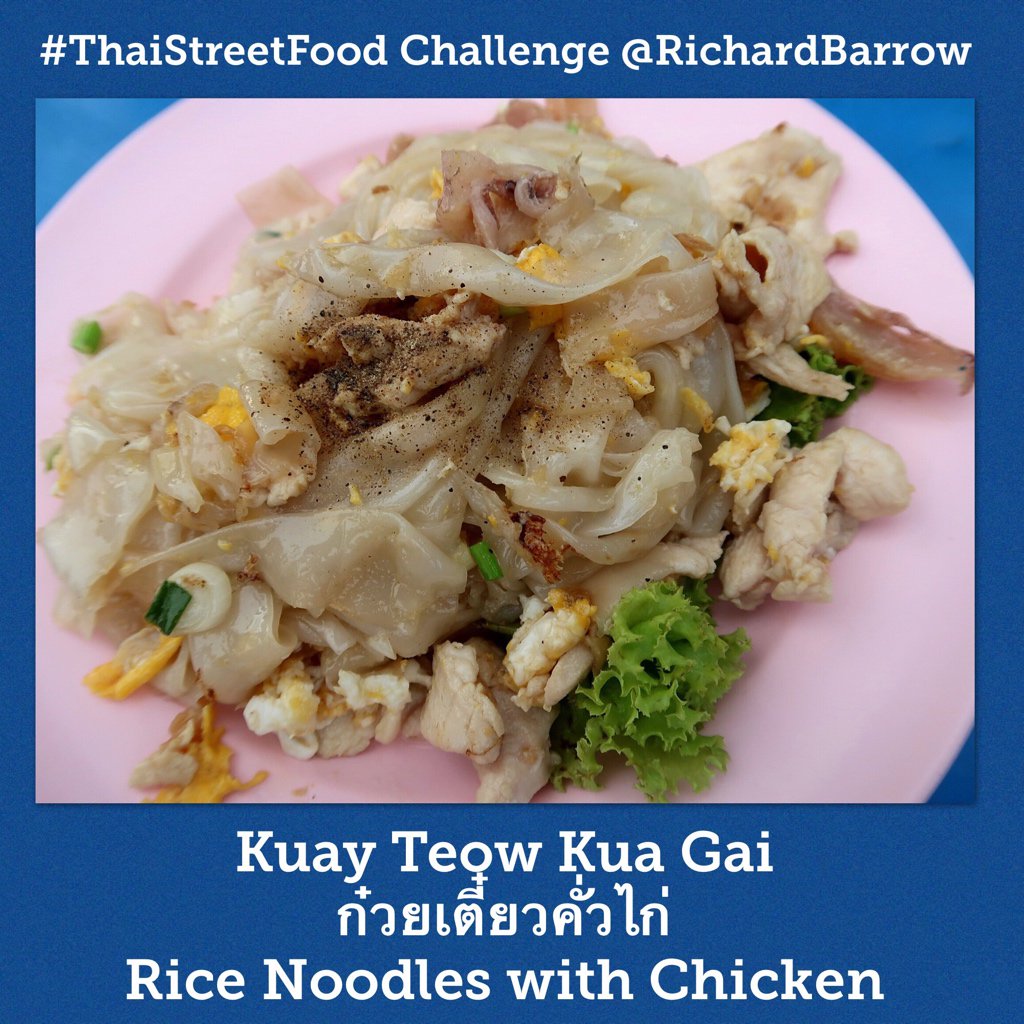 #ThaiStreetFood Challenge @RichardBarrow
Kuay Teow Kua Gai
ก๋วยเตี๋ยวคั่วไก่
Rice Noodles with Chicken